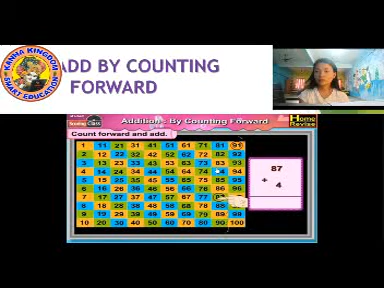 KANHA KINGDOM
SMART EDUCATION
ADD BY COUNTING
FORWARD
Addition - By Counting Forward
Home
Revise
Class
Count forward and add.
1 11 21 31 41 51 61 71 81 91
2 12 22 32 42 52 62 72 82 92
3 13 23 33 43 53 63 73 83 93
4 14 24 34 44 54 64 74 94
5 15 25 35 45 55 65 75 85 95
6 16 26 36 46 56 66 76 86 96
7 17 27 37 47 57 67 77 97
8 18 28 38 48 58 68 78 88
9 19 29 39 49 59 69 79 89 99
10 20 30 40 50 60 70 80 90 100
87
+ 4